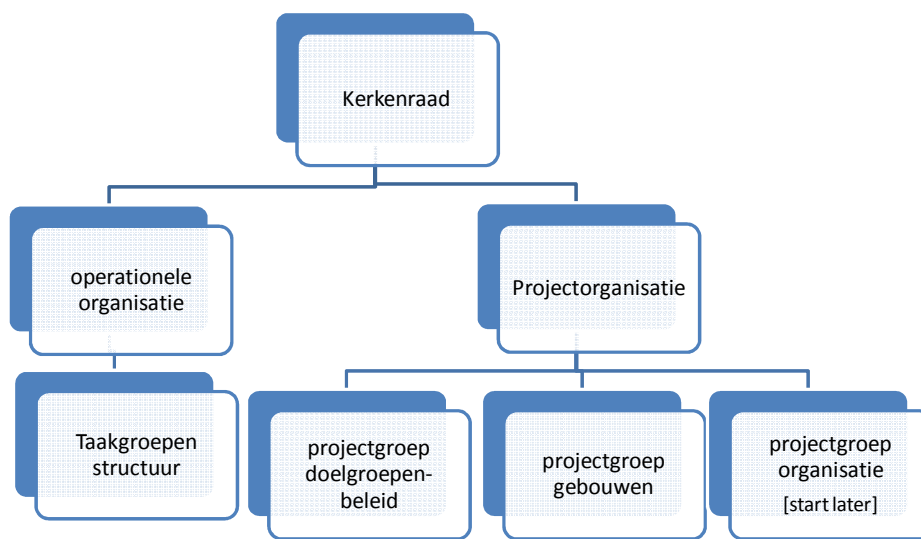 Kerkenraad
operationele
organisatie
Projectorganisatie
Taakgroepen
structuur
projectgroep
doelgroepen-
beleid
projectgroep
gebouwen
projectgroep
organisatie
[start later]